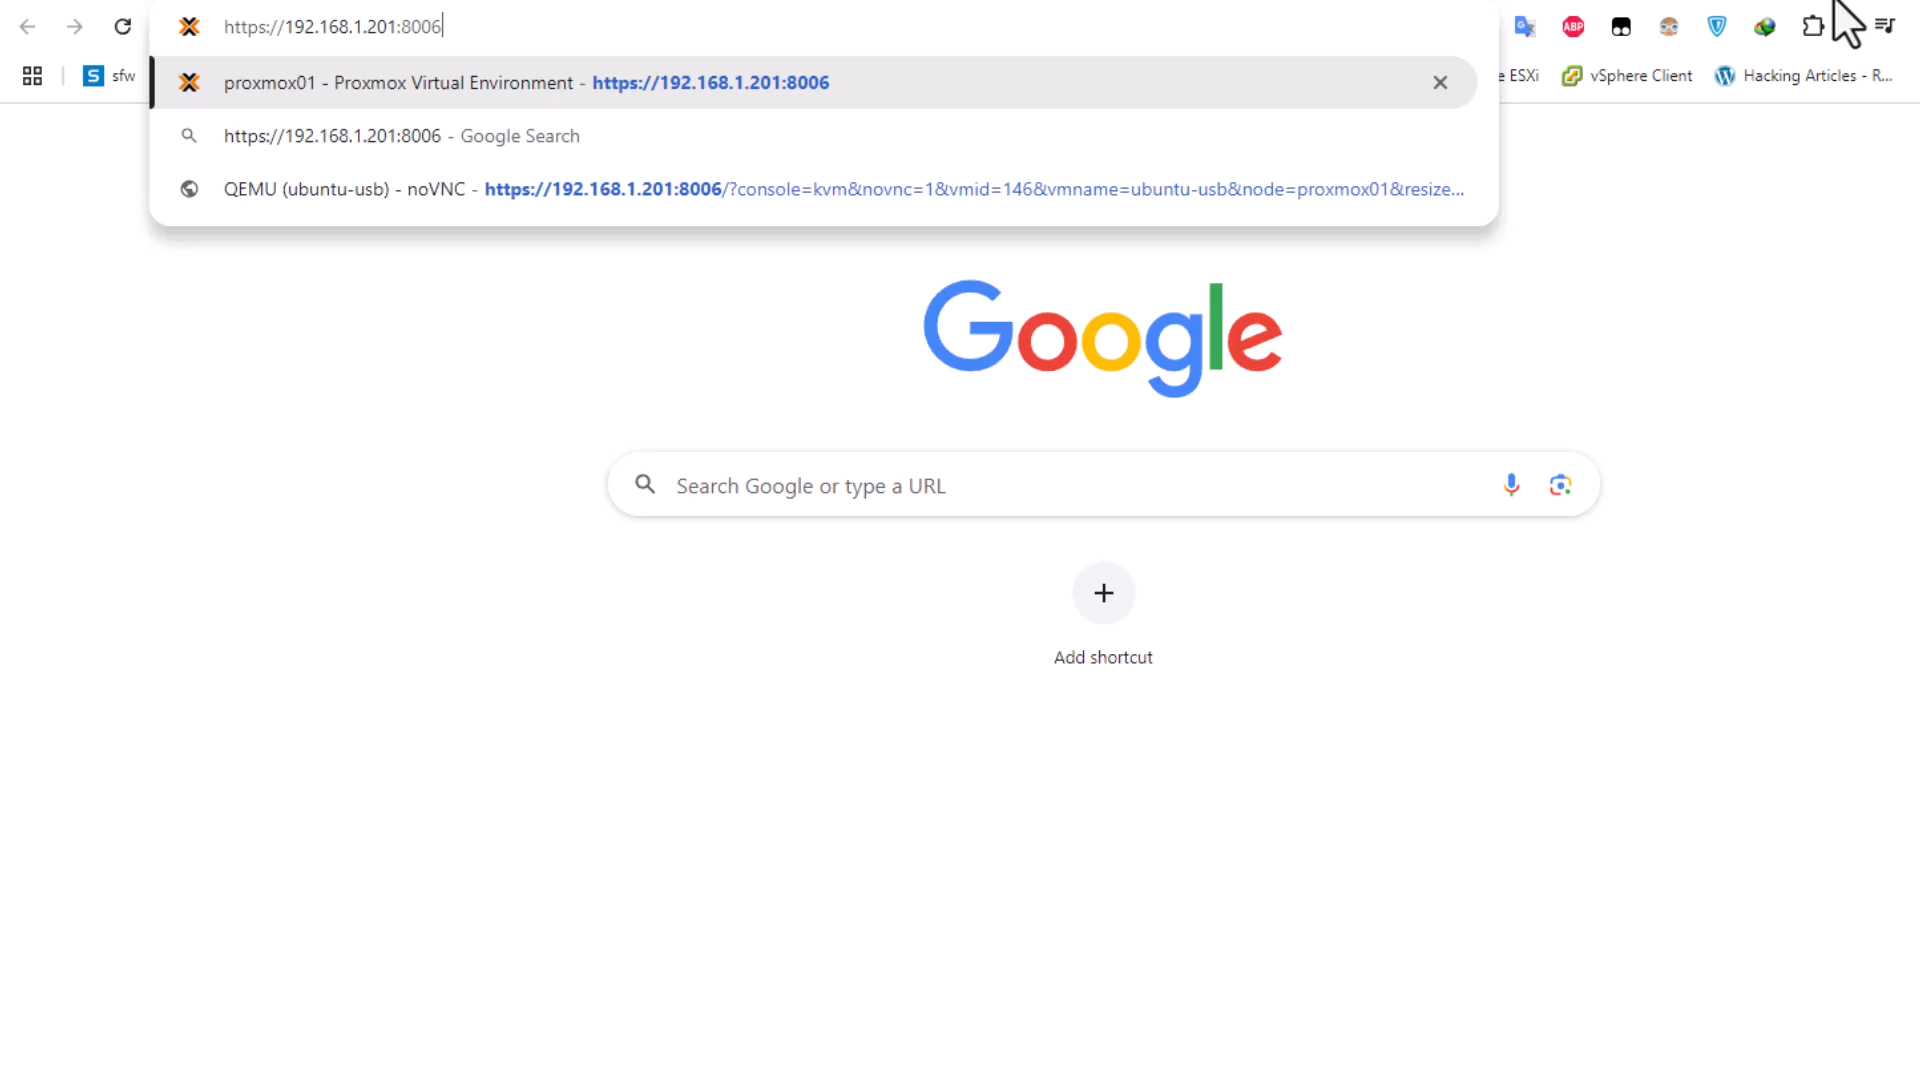 https://192.168.1.201:8006
sfw
e ESXi
vSphere Client
Hacking Articles - R...
proxmox01 - Proxmox Virtual Environment - https://192.168.1.201:8006
https://192.168.1.201:8006 - Google Search
QEMU (ubuntu-usb) - noVNC - https://192.168.1.201:8006/?console=kvm&novnc=1&vmid=146&vmname=ubuntu-usb&node=proxmox01&resize...
Google
Search Google or type a URL
Add shortcut
ABP
S